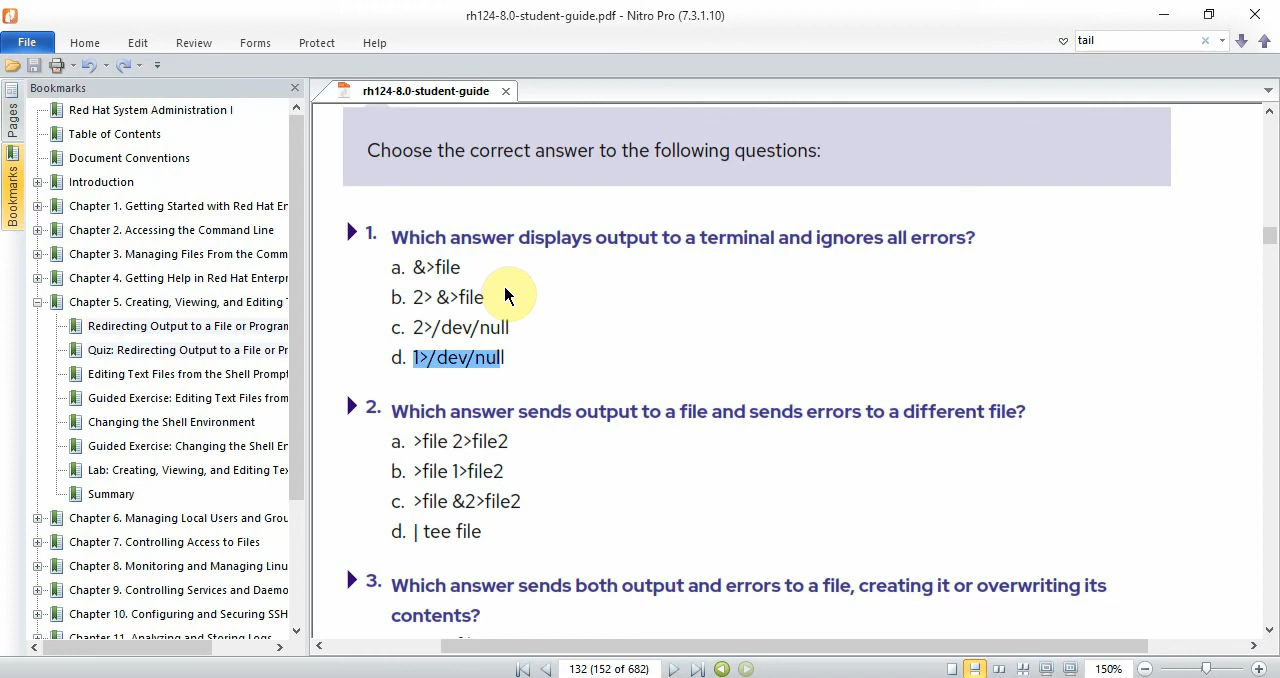 rh124-8.0-student-guide.pdf - Nitro Pro (7.3.1.10)
File Home Edit Review Forms Protect Help
tail
Pages
Bookmarks
Bookmarks
Red Hat System Administration I
Table of Contents
Document Conventions
Introduction
Chapter 1. Getting Started with Red Hat Er
Chapter 2. Accessing the Command Line
Chapter 3. Managing Files From the Comm
Chapter 4. Getting Help in Red Hat Enterpr
Chapter 5. Creating, Viewing, and Editing
Redirecting Output to a File or Program
Quiz: Redirecting Output to a File or Pr
Editing Text Files from the Shell Prompt
Guided Exercise: Editing Text Files from
Changing the Shell Environment
Guided Exercise: Changing the Shell Er
Lab: Creating, Viewing, and Editing Te
Summary
Chapter 6. Managing Local Users and Grou
Chapter 7. Controlling Access to Files
Chapter 8. Monitoring and Managing Linu
Chapter 9. Controlling Services and Daemo
Chapter 10. Configuring and Securing SSH
Chapter 11. Analyzing and Storing Logs
rh124-8.0-student-guide
Choose the correct answer to the following questions:
1. Which answer displays output to a terminal and ignores all errors?
a. &>file
b. 2> &>file
c. 2>/dev/null
d. 1>/dev/null
2. Which answer sends output to a file and sends errors to a different file?
a. >file 2>file2
b. >file 1>file2
c. >file &2>file2
d. | tee file
3. Which answer sends both output and errors to a file, creating it or overwriting its
contents?
132 (152 of 682)
150%